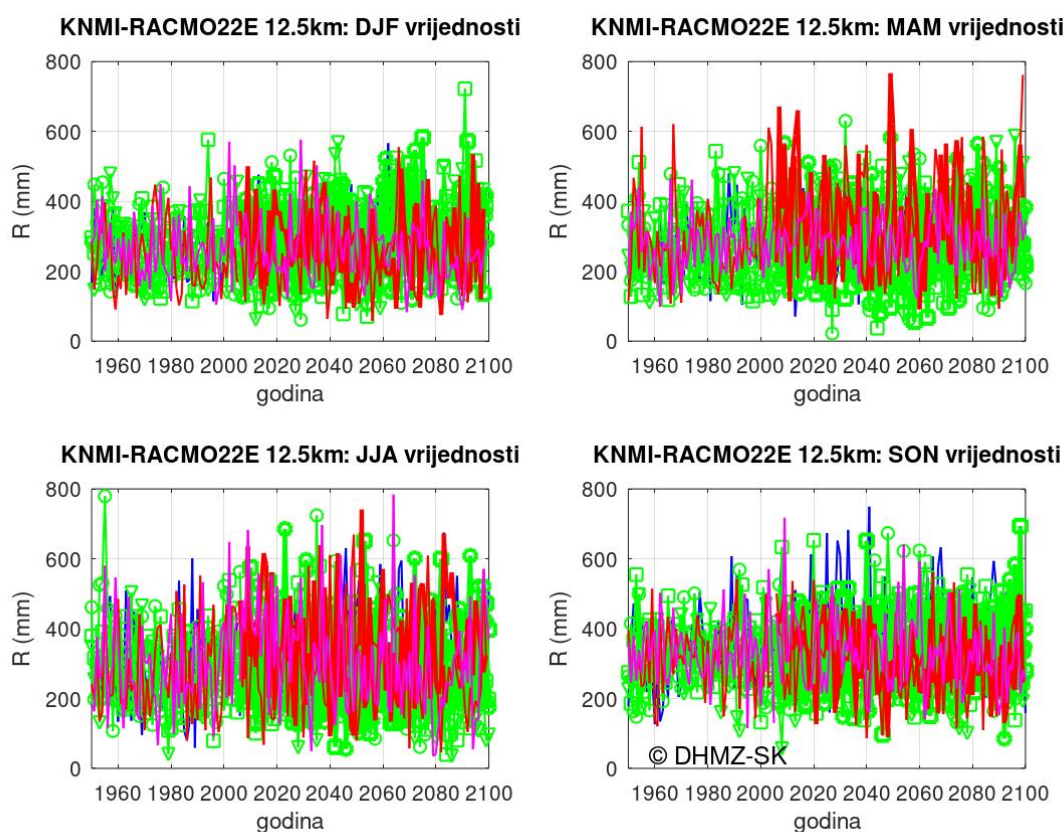 KNMI-RACMO22E 12.5km: DJF vrijednosti
800
600
400
200
0
R (mm)
1960 1980 2000 2020 2040 2060 2080 2100
godina
KNMI-RACMO22E 12.5km: MAM vrijednosti
800
600
400
200
0
R (mm)
1960 1980 2000 2020 2040 2060 2080 2100
godina
KNMI-RACMO22E 12.5km: JJA vrijednosti
800
600
400
200
0
R (mm)
1960 1980 2000 2020 2040 2060 2080 2100
godina
KNMI-RACMO22E 12.5km: SON vrijednosti
800
600
400
200
0
R (mm)
© DHMZ-SK
1960 1980 2000 2020 2040 2060 2080 2100
godina